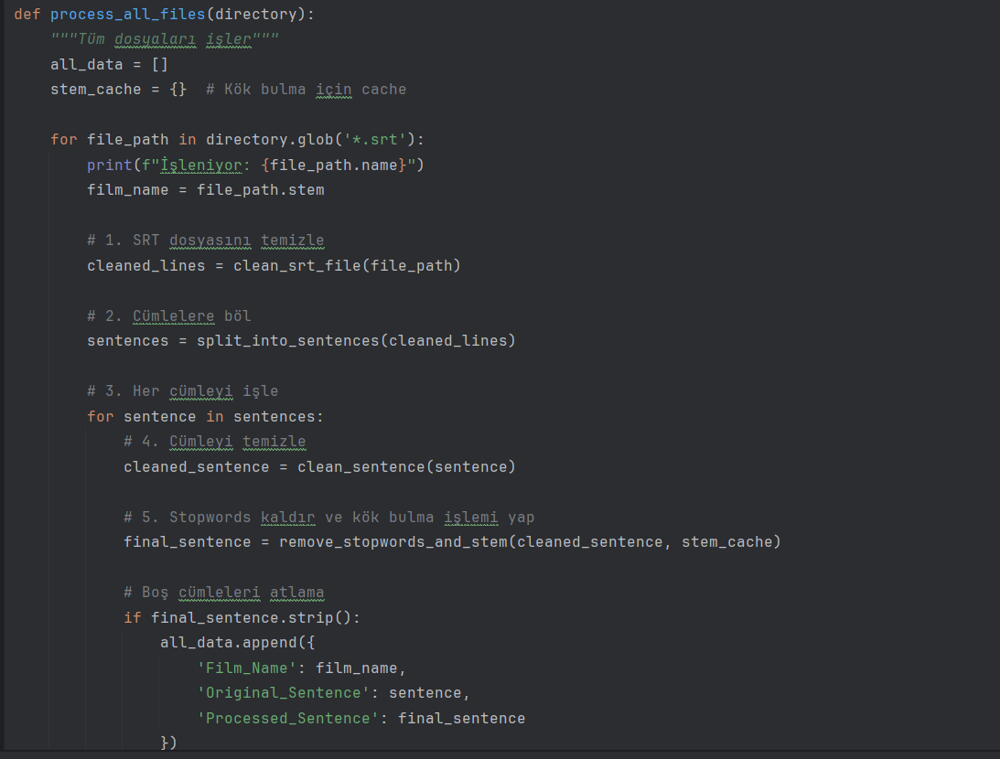 def process_all_files(directory):
    """Tüm dosyaları işler"""
    all_data = []
    stem_cache = {}  # Kök bulma için cache

    for file_path in directory.glob('*.srt'):
        print(f"İşleniyor: {file_path.name}")
        film_name = file_path.stem

        # 1. SRT dosyasını temizle
        cleaned_lines = clean_srt_file(file_path)

        # 2. Cümlelere böl
        sentences = split_into_sentences(cleaned_lines)

        # 3. Her cümleyi işle
        for sentence in sentences:
            # 4. Cümleyi temizle
            cleaned_sentence = clean_sentence(sentence)

            # 5. Stopwords kaldır ve kök bulma işlemi yap
            final_sentence = remove_stopwords_and_stem(cleaned_sentence, stem_cache)

            # Boş cümleleri atlama
            if final_sentence.strip():
                all_data.append({
                    'Film_Name': film_name,
                    'Original_Sentence': sentence,
                    'Processed_Sentence': final_sentence
                })